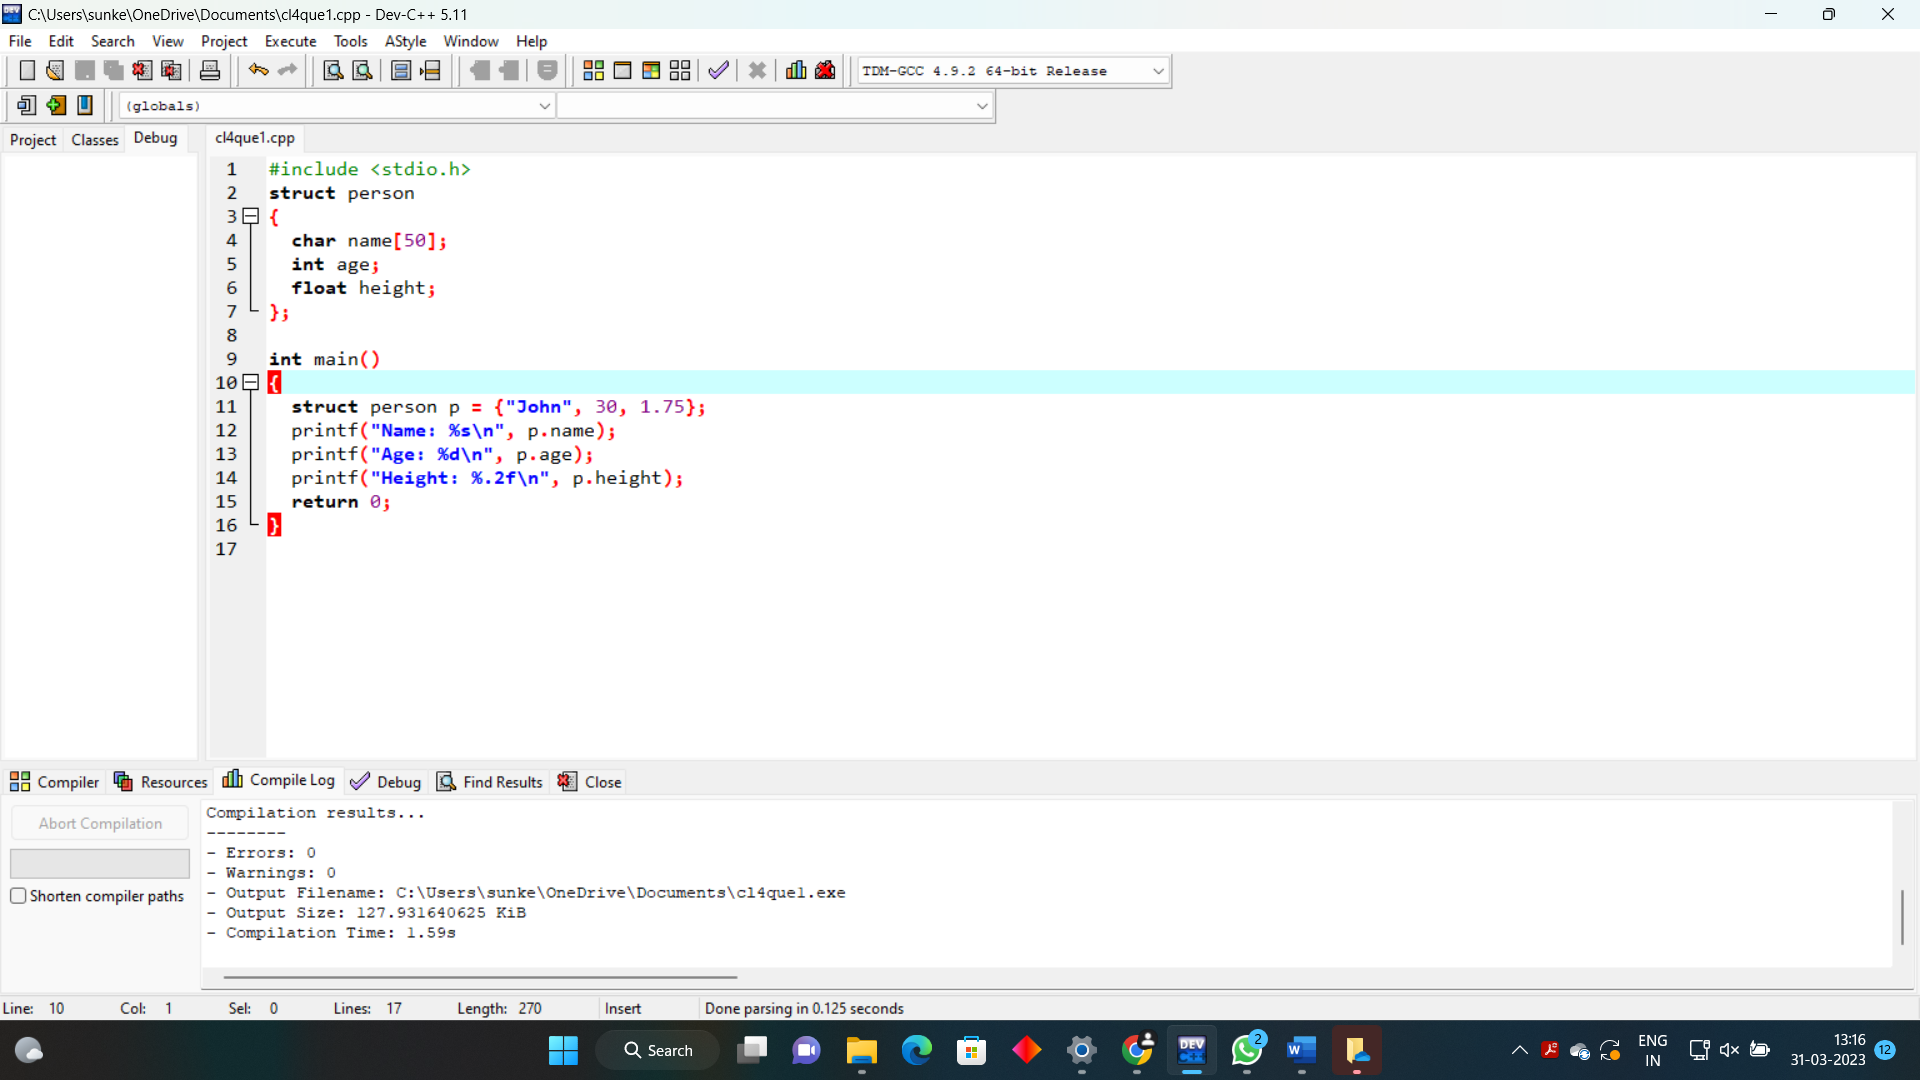 C:\Users\sunke\OneDrive\Documents\cl4que1.cpp - Dev-C++ 5.11
File Edit Search View Project Execute Tools AStyle Window Help
TDM-GCC 4.9.2 64-bit Release
(globals)
Project Classes Debug
cl4que1.cpp
1 #include <stdio.h>
2 struct person
3 {
4 char name[50];
5 int age;
6 float height;
7 };
8
9 int main()
10 {
11 struct person p = {"John", 30, 1.75};
12 printf("Name: %s\n", p.name);
13 printf("Age: %d\n", p.age);
14 printf("Height: %.2f\n", p.height);
15 return 0;
16 }
17
Compiler Resources Compile Log Debug Find Results Close
Abort Compilation
Shorten compiler paths
Compilation results...
--------
- Errors: 0
- Warnings: 0
- Output Filename: C:\Users\sunke\OneDrive\Documents\cl4que1.exe
- Output Size: 127.931640625 KiB
- Compilation Time: 1.59s
Line: 10 Col: 1 Sel: 0 Lines: 17 Length: 270 Insert Done parsing in 0.125 seconds
Search
DEV
C++
2
W
ENG
IN
13:16
31-03-2023
12